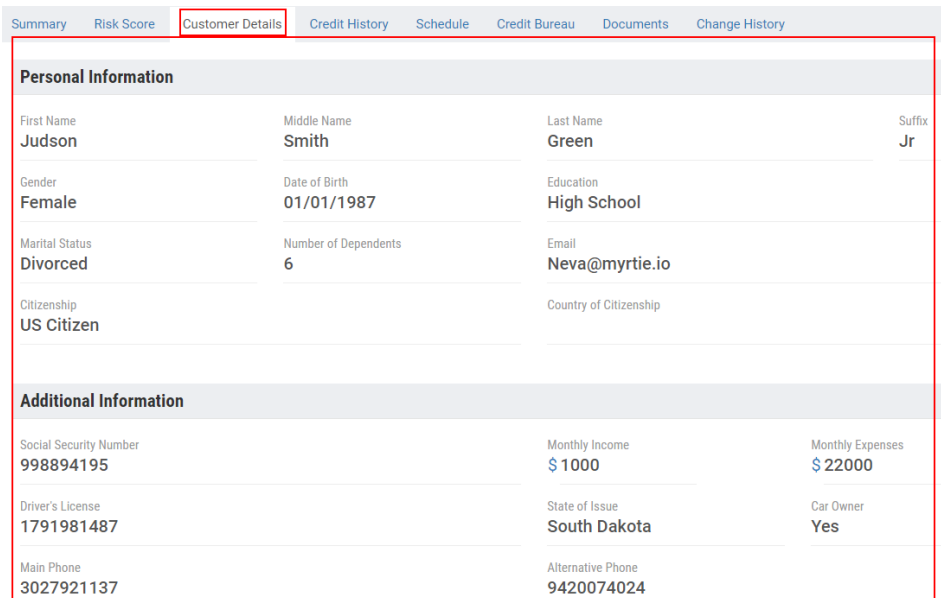 Summary Risk Score Customer Details Credit History Schedule Credit Bureau Documents Change History
Personal Information
First Name Middle Name Last Name Suffix
Judson Smith Green Jr
Gender Date of Birth Education
Female 01/01/1987 High School
Marital Status Number of Dependents Email
Divorced 6 Neva@myrtie.io
Citizenship Country of Citizenship
US Citizen
Additional Information
Social Security Number Monthly Income Monthly Expenses
998894195 $ 1000 $ 22000
Driver's License State of Issue Car Owner
1791981487 South Dakota Yes
Main Phone Alternative Phone
3027921137 9420074024